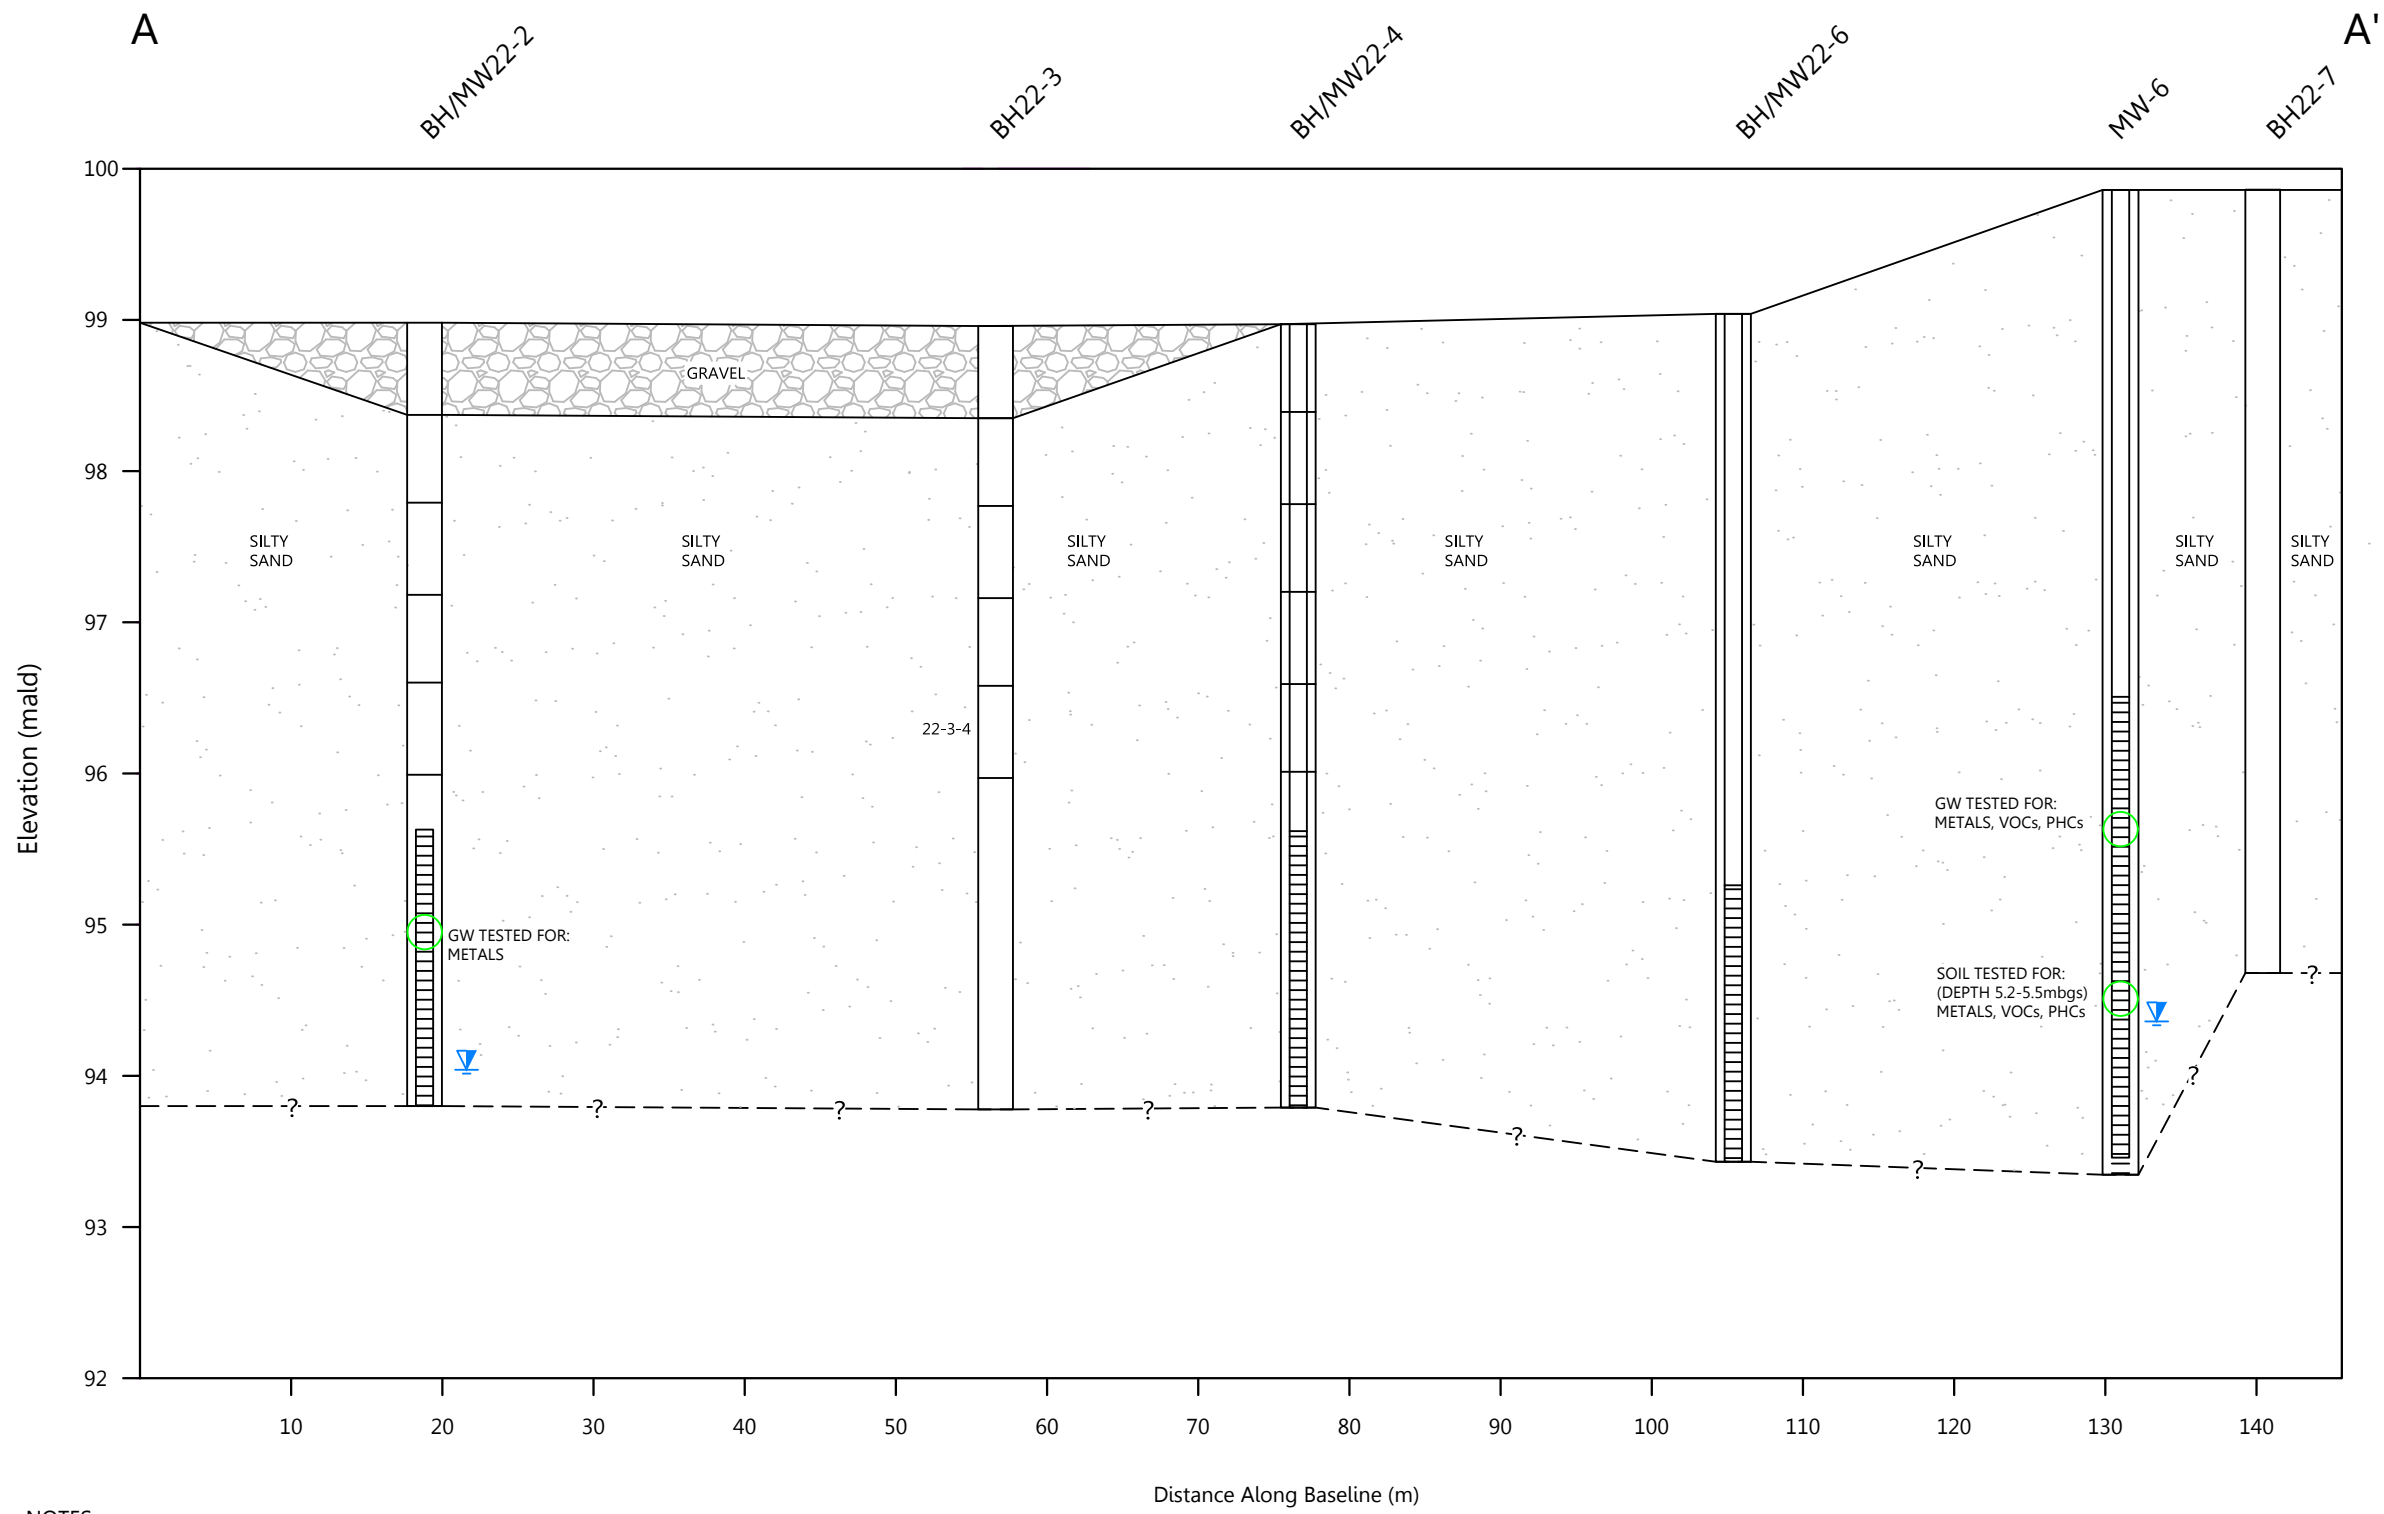 A
A'
BH/MW22-2
BH22-3
BH/MW22-4
BH/MW22-6
MW-6
BH22-7
100
99
98
97
96
95
94
93
92
Elevation (mald)
GRAVEL
SILTY
SAND
SILTY
SAND
SILTY
SAND
SILTY
SAND
SILTY
SAND
SILTY
SAND
SILTY
SAND
22-3-4
GW TESTED FOR:
METALS, VOCs, PHCs
GW TESTED FOR:
METALS
SOIL TESTED FOR:
(DEPTH 5.2-5.5mbgs)
METALS, VOCs, PHCs
?
?
?
?
?
?
?
?
10
20
30
40
50
60
70
80
90
100
110
120
130
140
Distance Along Baseline (m)
NOTES